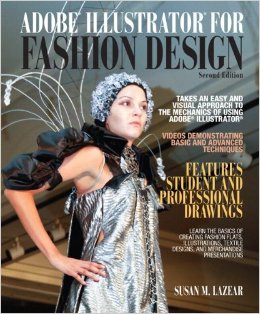 ADOBE ILLUSTRATOR® FOR
FASHION DESIGN
Second Edition
TAKES AN EASY AND
VISUAL APPROACH TO
THE MECHANICS OF USING
ADOBE® ILLUSTRATOR®
VIDEOS DEMONSTRATING
BASIC AND ADVANCED
TECHNIQUES
FEATURES
STUDENT AND
PROFESSIONAL
DRAWINGS
LEARN THE BASICS OF
CREATING FASHION FLATS,
ILLUSTRATIONS, TEXTILE
DESIGNS, AND MERCHANDISE
PRESENTATIONS
SUSAN M. LAZEAR